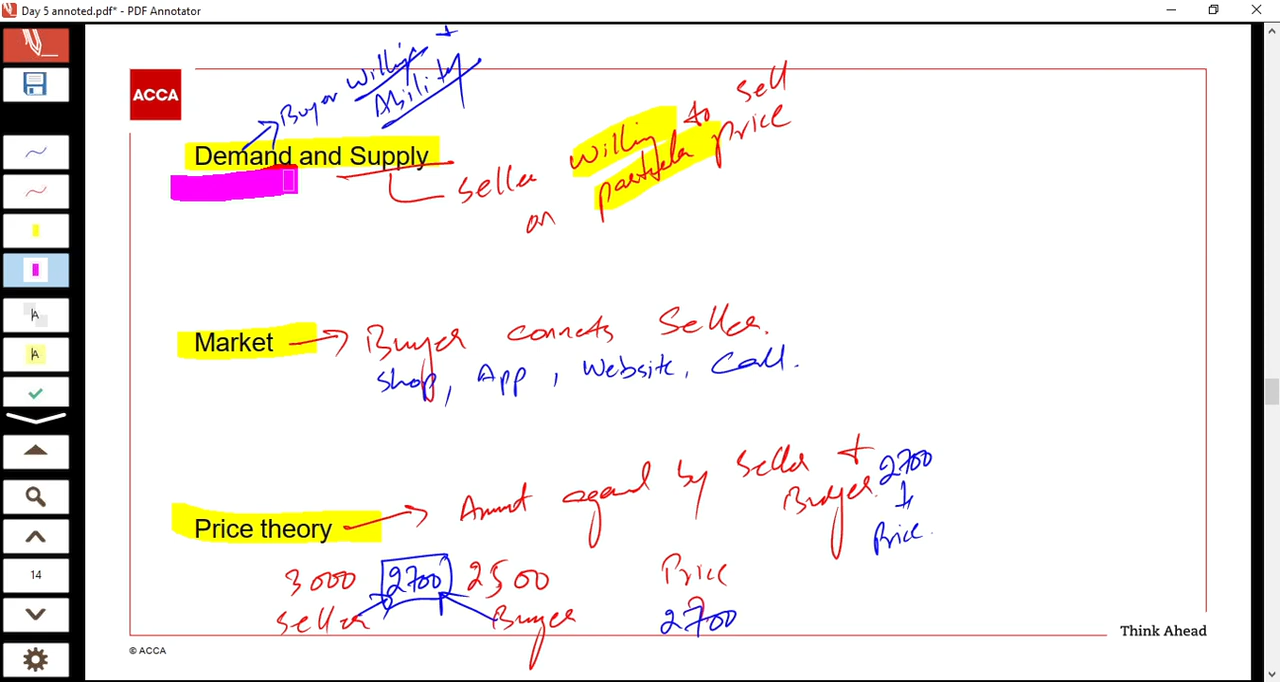 Day 5 annoted.pdf* - PDF Annotator
ACCA
Buyer Willing +
Ability
Demand and Supply
Seller willing to sell
on particular price
Market
Buyer connects Seller.
Shop, App, Website, Call.
Price theory
Amount agreed by Seller +
Buyer.
2700
Price.
3000 2700 2500
Seller Buyer
Price
2700
Think Ahead
© ACCA
14